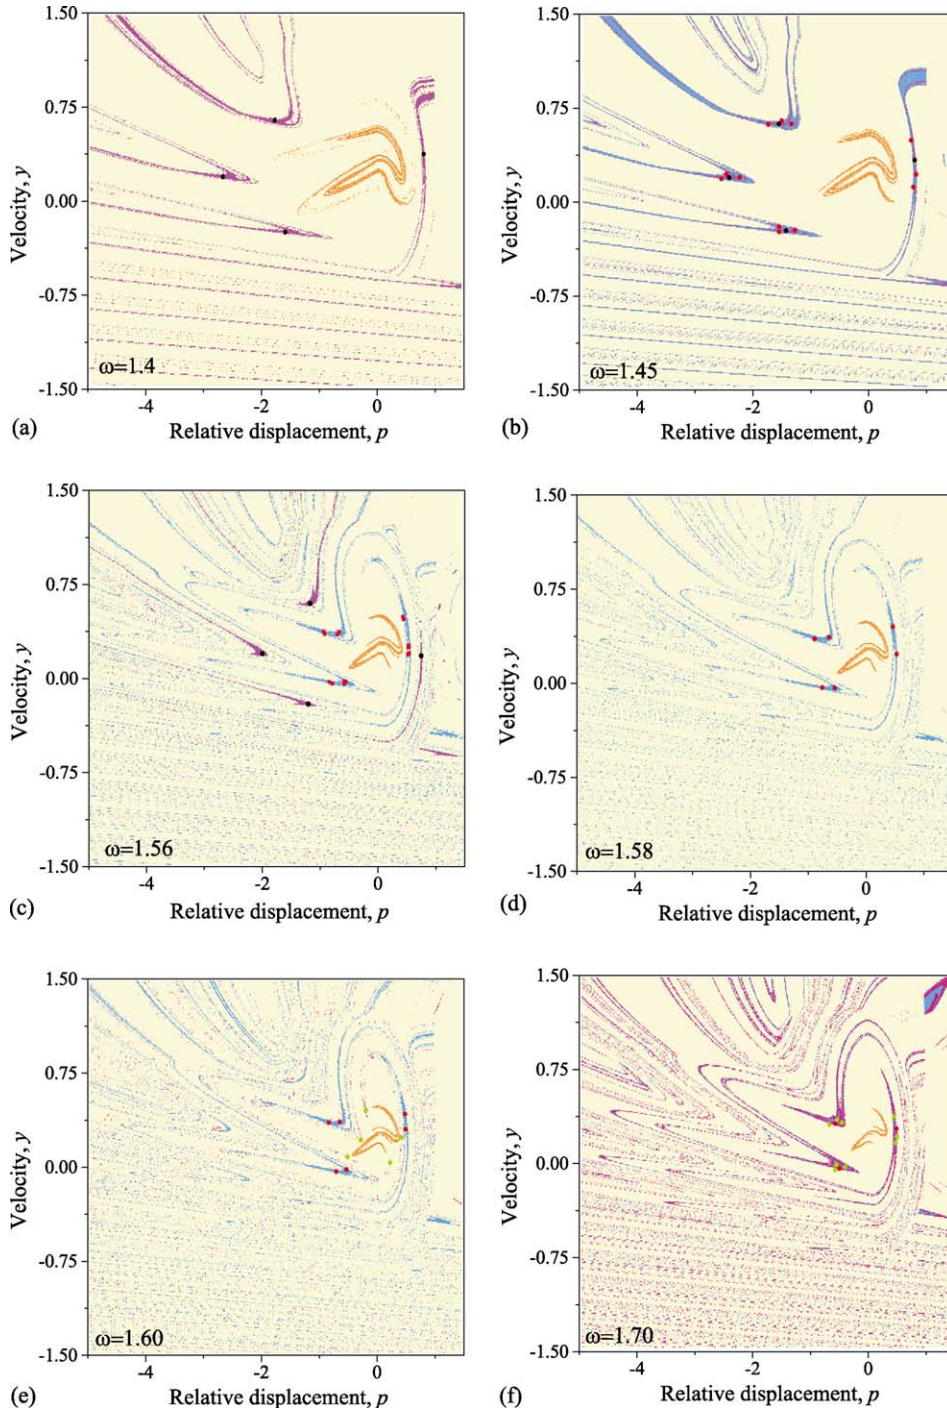 1.50
0.75
0.00
-0.75
-1.50
Velocity, y
ω=1.4
-4 -2 0
(a)
Relative displacement, p
1.50
0.75
0.00
-0.75
-1.50
Velocity, y
ω=1.45
-4 -2 0
(b)
Relative displacement, p
1.50
0.75
0.00
-0.75
-1.50
Velocity, y
ω=1.56
-4 -2 0
(c)
Relative displacement, p
1.50
0.75
0.00
-0.75
-1.50
Velocity, y
ω=1.58
-4 -2 0
(d)
Relative displacement, p
1.50
0.75
0.00
-0.75
-1.50
Velocity, y
ω=1.60
-4 -2 0
(e)
Relative displacement, p
1.50
0.75
0.00
-0.75
-1.50
Velocity, y
ω=1.70
-4 -2 0
(f)
Relative displacement, p